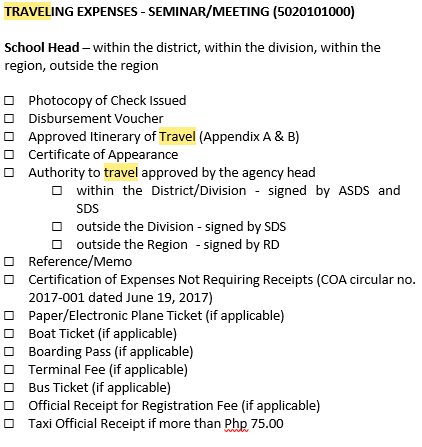 TRAVELING EXPENSES - SEMINAR/MEETING (5020101000)
School Head – within the district, within the division, within the
region, outside the region
☐ Photocopy of Check Issued
☐ Disbursement Voucher
☐ Approved Itinerary of Travel (Appendix A & B)
☐ Certificate of Appearance
☐ Authority to travel approved by the agency head
☐ within the District/Division - signed by ASDS and
SDS
☐ outside the Division - signed by SDS
☐ outside the Region - signed by RD
☐ Reference/Memo
☐ Certification of Expenses Not Requiring Receipts (COA circular no.
2017-001 dated June 19, 2017)
☐ Paper/Electronic Plane Ticket (if applicable)
☐ Boat Ticket (if applicable)
☐ Boarding Pass (if applicable)
☐ Terminal Fee (if applicable)
☐ Bus Ticket (if applicable)
☐ Official Receipt for Registration Fee (if applicable)
☐ Taxi Official Receipt if more than Php 75.00